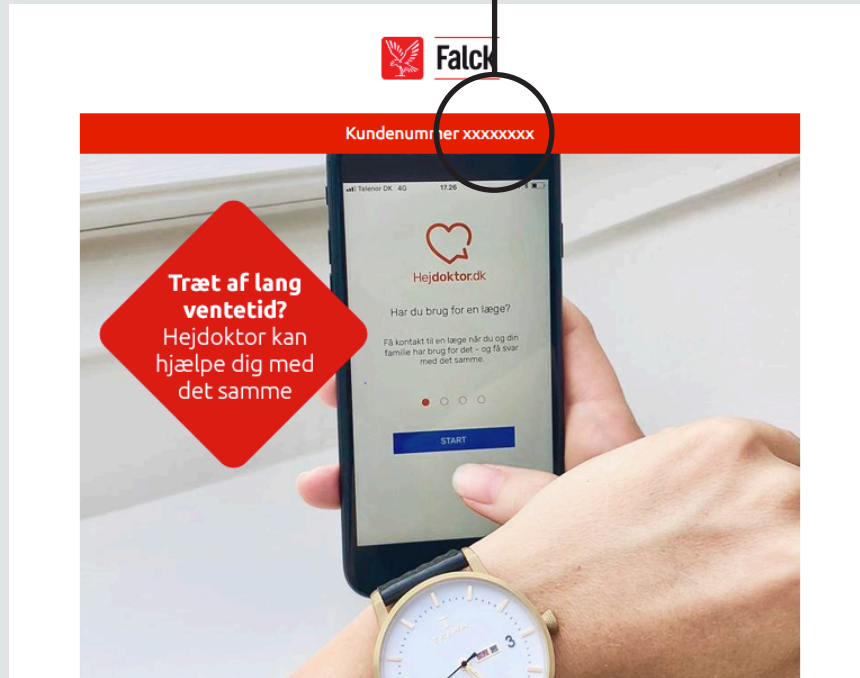 Falck
Kundenummer xxxxxxxx
Telenor DK 4G 17.26
Hejdoktor.dk
Har du brug for en læge?
Få kontakt til en læge når du og din
familie har brug for det - og få svar
med det samme.
START
Træt af lang
ventetid?
Hejdoktor kan
hjælpe dig med
det samme
3